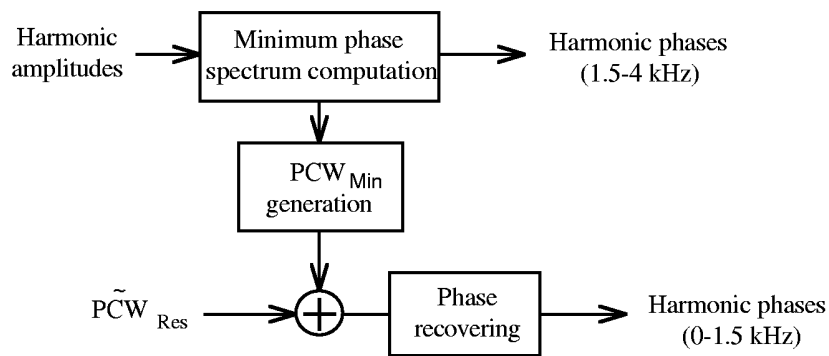 Harmonic
amplitudes
Minimum phase
spectrum computation
Harmonic phases
(1.5-4 kHz)
PCW Min
generation
PC̃W Res
Phase
recovering
Harmonic phases
(0-1.5 kHz)